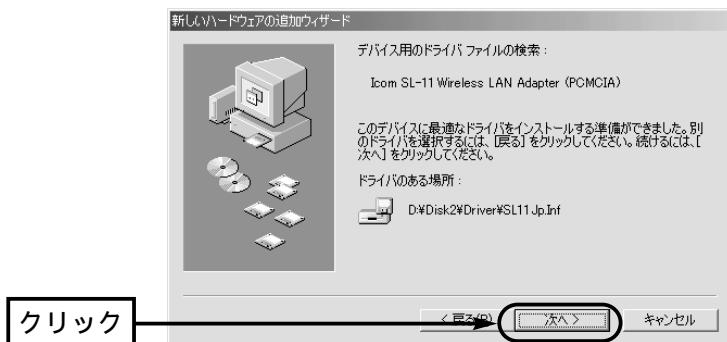 新しいハードウェアの追加ウィザード
デバイス用のドライバ ファイルの検索 :
Icom SL-11 Wireless LAN Adapter (PCMCIA)
このデバイスに最適なドライバをインストールする準備ができました。別
のドライバを選択するには、[戻る] をクリックしてください。続けるには、[
次へ] をクリックしてください。
ドライバのある場所 :
D:¥Disk2¥Driver¥SL11Jp.Inf
クリック
< 戻る(B)
次へ >
キャンセル